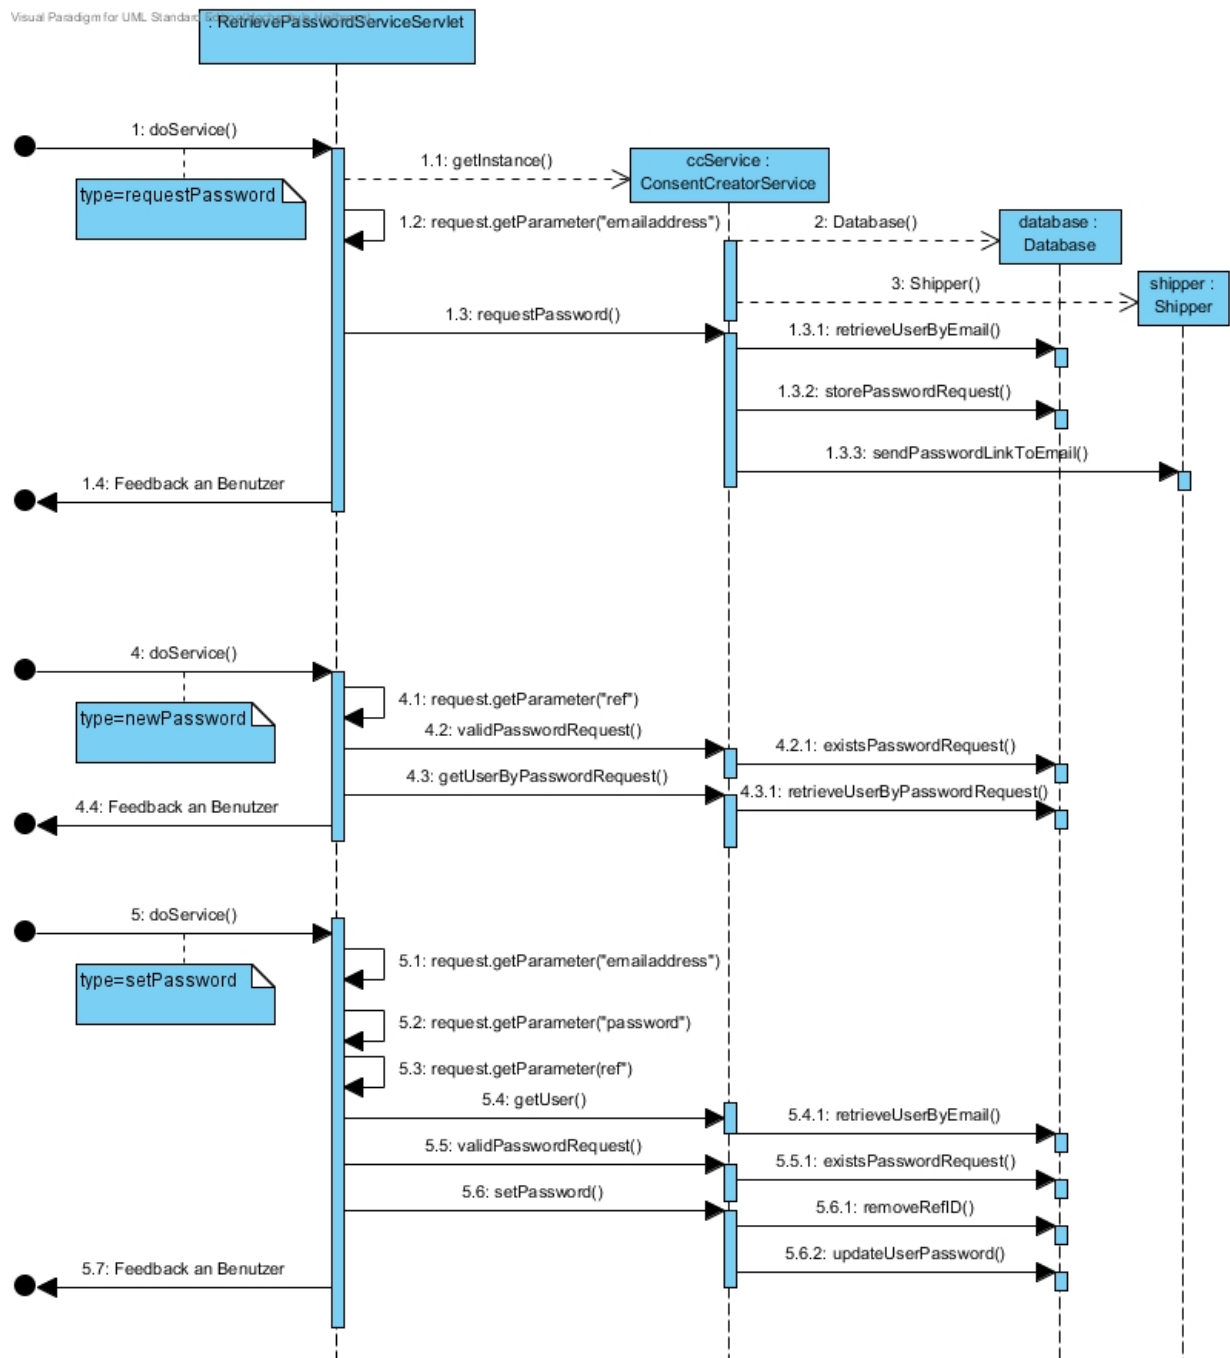 Visual Paradigm for UML Standard
: RetrievePasswordServiceServlet
1: doService()
type=requestPassword
1.1: getInstance()
ccService :
ConsentCreatorService
1.2: request.getParameter("emailaddress")
2: Database()
database :
Database
3: Shipper()
shipper :
Shipper
1.3: requestPassword()
1.3.1: retrieveUserByEmail()
1.3.2: storePasswordRequest()
1.3.3: sendPasswordLinkToEmail()
1.4: Feedback an Benutzer
4: doService()
type=newPassword
4.1: request.getParameter("ref")
4.2: validPasswordRequest()
4.2.1: existsPasswordRequest()
4.3: getUserByPasswordRequest()
4.3.1: retrieveUserByPasswordRequest()
4.4: Feedback an Benutzer
5: doService()
type=setPassword
5.1: request.getParameter("emailaddress")
5.2: request.getParameter("password")
5.3: request.getParameter(ref")
5.4: getUser()
5.4.1: retrieveUserByEmail()
5.5: validPasswordRequest()
5.5.1: existsPasswordRequest()
5.6: setPassword()
5.6.1: removeRefID()
5.6.2: updateUserPassword()
5.7: Feedback an Benutzer